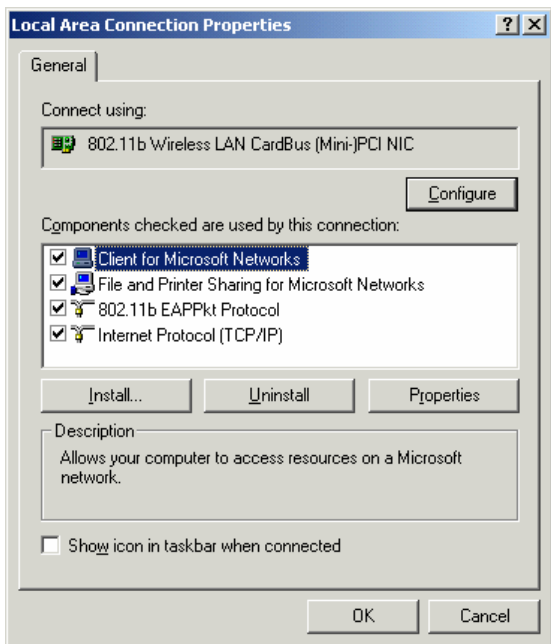 Local Area Connection Properties
General
Connect using:
802.11b Wireless LAN CardBus (Mini-)PCI NIC
Configure
Components checked are used by this connection:
Client for Microsoft Networks
File and Printer Sharing for Microsoft Networks
802.11b EAPPkt Protocol
Internet Protocol (TCP/IP)
Install... Uninstall Properties
Description
Allows your computer to access resources on a Microsoft
network.
Show icon in taskbar when connected
OK Cancel